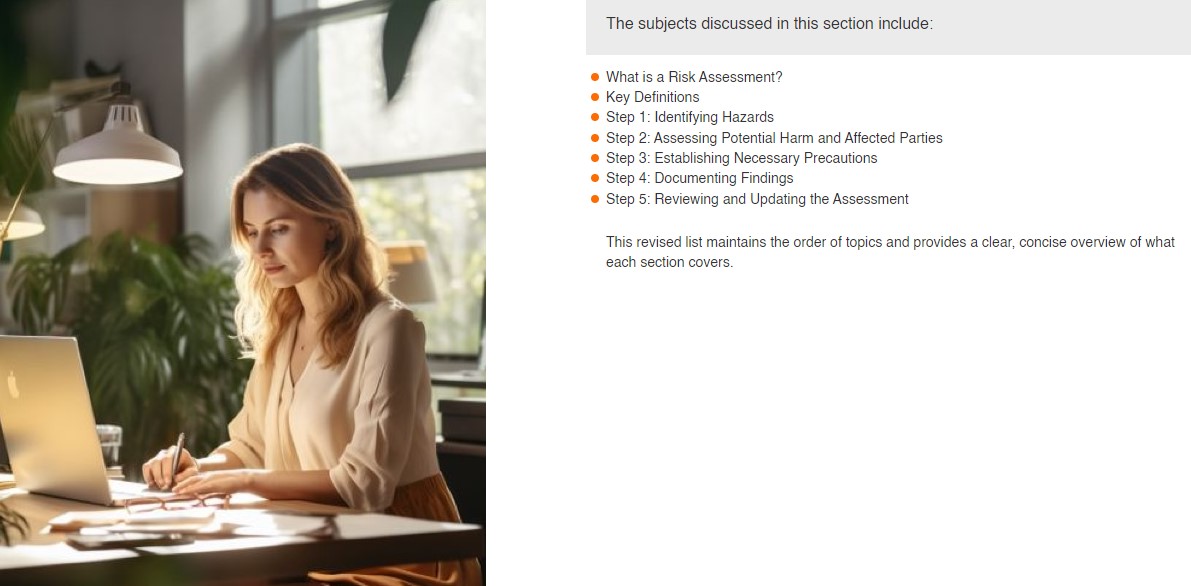 The subjects discussed in this section include:
What is a Risk Assessment?
Key Definitions
Step 1: Identifying Hazards
Step 2: Assessing Potential Harm and Affected Parties
Step 3: Establishing Necessary Precautions
Step 4: Documenting Findings
Step 5: Reviewing and Updating the Assessment
This revised list maintains the order of topics and provides a clear, concise overview of what
each section covers.